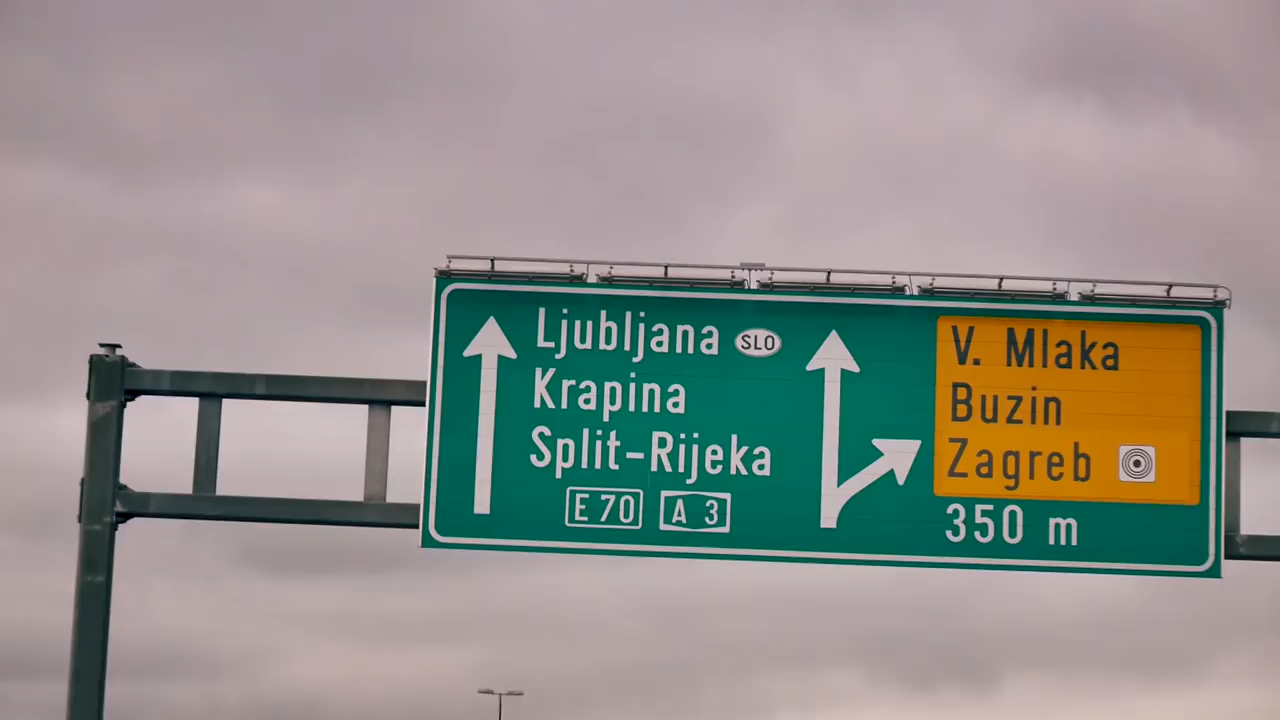 Ljubljana SLO
Krapina
Split-Rijeka
E 70 A 3
V. Mlaka
Buzin
Zagreb
350 m